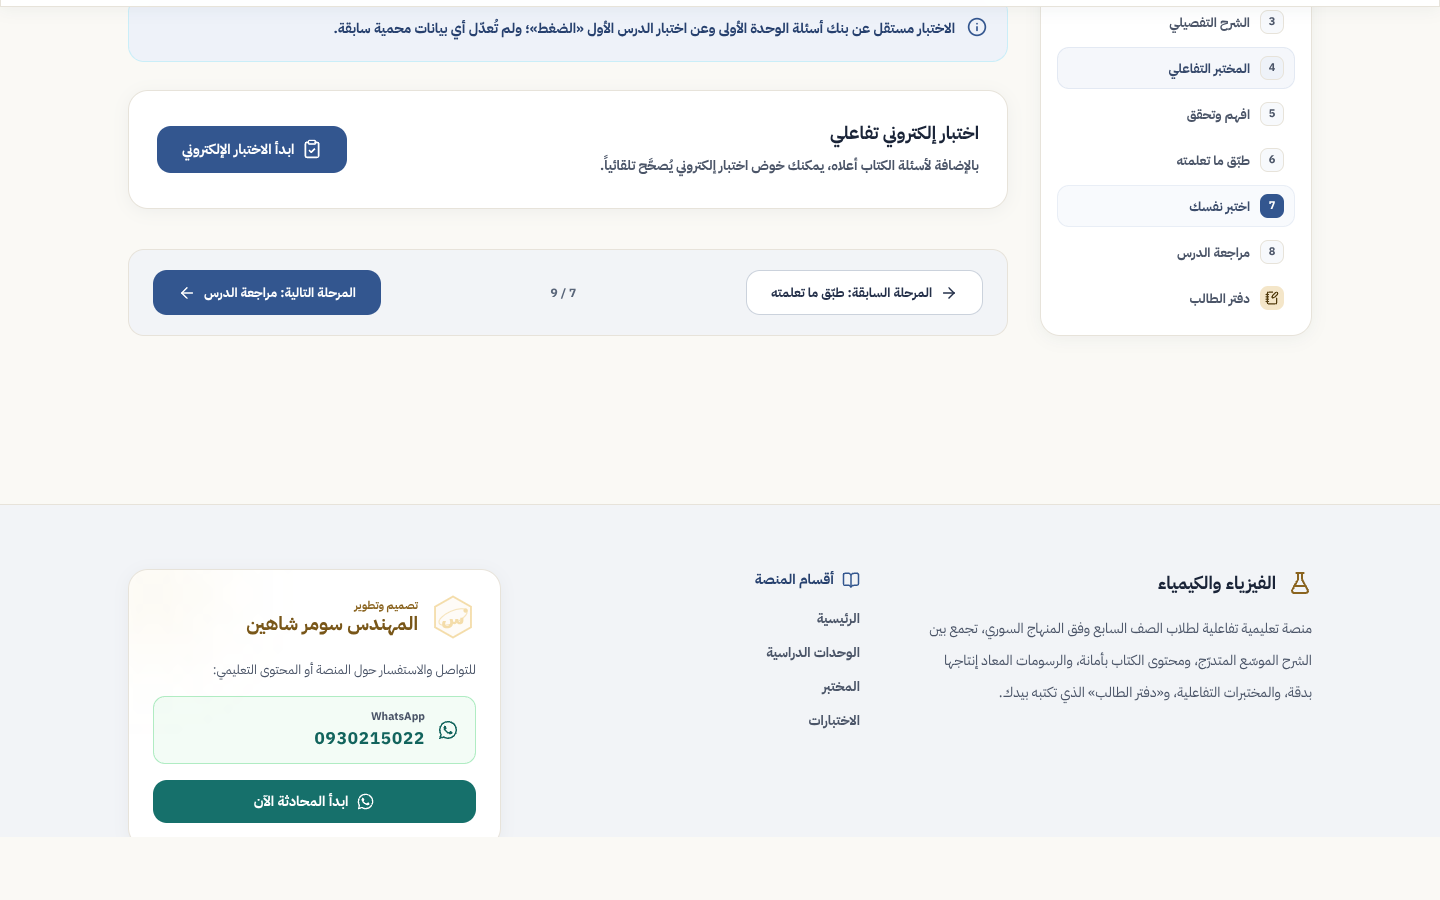 3 الشرح التفصيلي
4 المختبر التفاعلي
5 افهم وتحقق
6 طبّق ما تعلمته
7 اختبر نفسك
8 مراجعة الدرس
دفتر الطالب
الاختبار مستقل عن بنك أسئلة الوحدة الأولى وعن اختبار الدرس الأول «الضغط»؛ ولم تُعدّل أي بيانات محمية سابقة.
اختبار إلكتروني تفاعلي
بالإضافة لأسئلة الكتاب أعلاه، يمكنك خوض اختبار إلكتروني يُصحَّح تلقائياً.
ابدأ الاختبار الإلكتروني
المرحلة السابقة: طبّق ما تعلمته
9 / 7
المرحلة التالية: مراجعة الدرس
الفيزياء والكيمياء
منصة تعليمية تفاعلية لطلاب الصف السابع وفق المنهاج السوري، تجمع بين
الشرح الموسّع المتدرّج، ومحتوى الكتاب بأمانة، والرسومات المعاد إنتاجها
بدقة، والمختبرات التفاعلية، و«دفتر الطالب» الذي تكتبه بيدك.
أقسام المنصة
الرئيسية
الوحدات الدراسية
المختبر
الاختبارات
س
تصميم وتطوير
المهندس سومر شاهين
للتواصل والاستفسار حول المنصة أو المحتوى التعليمي:
WhatsApp
0930215022
ابدأ المحادثة الآن